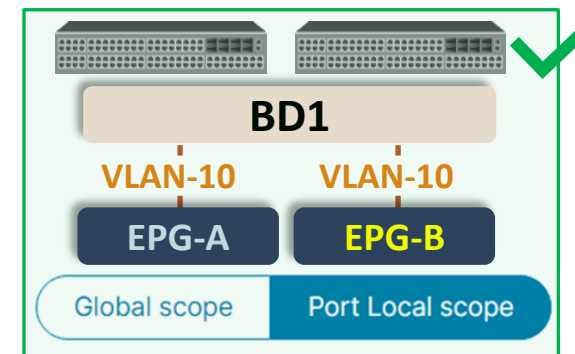 BD1
VLAN-10 VLAN-10
EPG-A EPG-B
Global scope Port Local scope